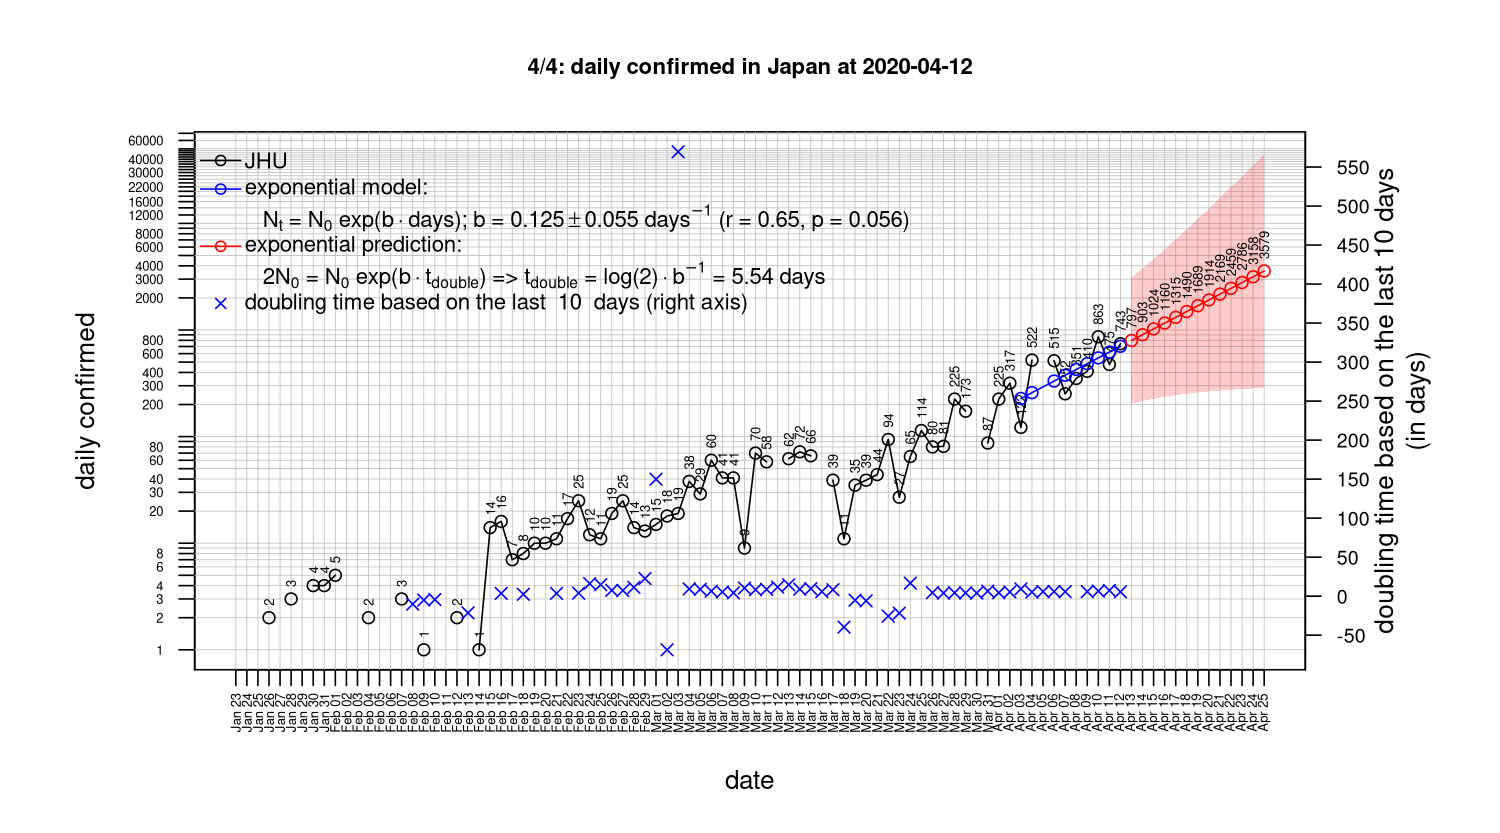 4/4: daily confirmed in Japan at 2020-04-12
JHU
exponential model:
Nt = N0 exp(b · days); b = 0.125 ± 0.055 days−1 (r = 0.65, p = 0.056)
exponential prediction:
2N0 = N0 exp(b · tdouble) => tdouble = log(2) · b−1 = 5.54 days
doubling time based on the last 10 days (right axis)
daily confirmed
60000
40000
30000
22000
16000
12000
8000
6000
4000
3000
2000
800
600
400
300
200
80
60
40
30
20
8
6
4
3
2
1
2
3
4
4
5
2
3
1
2
1
14
16
7
8
10
10
11
17
25
12
11
19
25
14
13
15
18
19
38
29
60
41
41
9
70
58
62
72
66
39
11
35
39
44
94
27
65
114
80
81
225
173
87
225
317
522
515
351
410
863
743
797
903
1024
1160
1315
1490
1689
1914
2169
2459
2786
3158
3579
550
500
450
400
350
300
250
200
150
100
50
0
-50
doubling time based on the last 10 days
(in days)
Jan 23
Jan 24
Jan 25
Jan 26
Jan 27
Jan 28
Jan 29
Jan 30
Jan 31
Feb 01
Feb 02
Feb 03
Feb 04
Feb 05
Feb 06
Feb 07
Feb 08
Feb 09
Feb 10
Feb 11
Feb 12
Feb 13
Feb 14
Feb 15
Feb 16
Feb 17
Feb 18
Feb 19
Feb 20
Feb 21
Feb 22
Feb 23
Feb 24
Feb 25
Feb 26
Feb 27
Feb 28
Feb 29
Mar 01
Mar 02
Mar 03
Mar 04
Mar 05
Mar 06
Mar 07
Mar 08
Mar 09
Mar 10
Mar 11
Mar 12
Mar 13
Mar 14
Mar 15
Mar 16
Mar 17
Mar 18
Mar 19
Mar 20
Mar 21
Mar 22
Mar 23
Mar 24
Mar 25
Mar 26
Mar 27
Mar 28
Mar 29
Mar 30
Mar 31
Apr 01
Apr 02
Apr 03
Apr 04
Apr 05
Apr 06
Apr 07
Apr 08
Apr 09
Apr 10
Apr 11
Apr 12
Apr 13
Apr 14
Apr 15
Apr 16
Apr 17
Apr 18
Apr 19
Apr 20
Apr 21
Apr 22
Apr 23
Apr 24
Apr 25
date